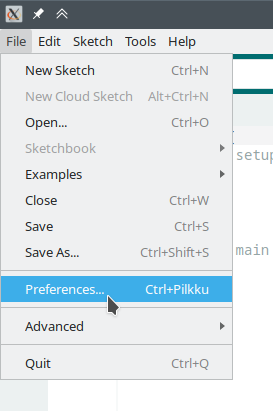 File Edit Sketch Tools Help
New Sketch Ctrl+N
New Cloud Sketch Alt+Ctrl+N
Open... Ctrl+O
Sketchbook
Examples
Close Ctrl+W
Save Ctrl+S
Save As... Ctrl+Shift+S
Preferences... Ctrl+Pilkku
Advanced
Quit Ctrl+Q
setup
main